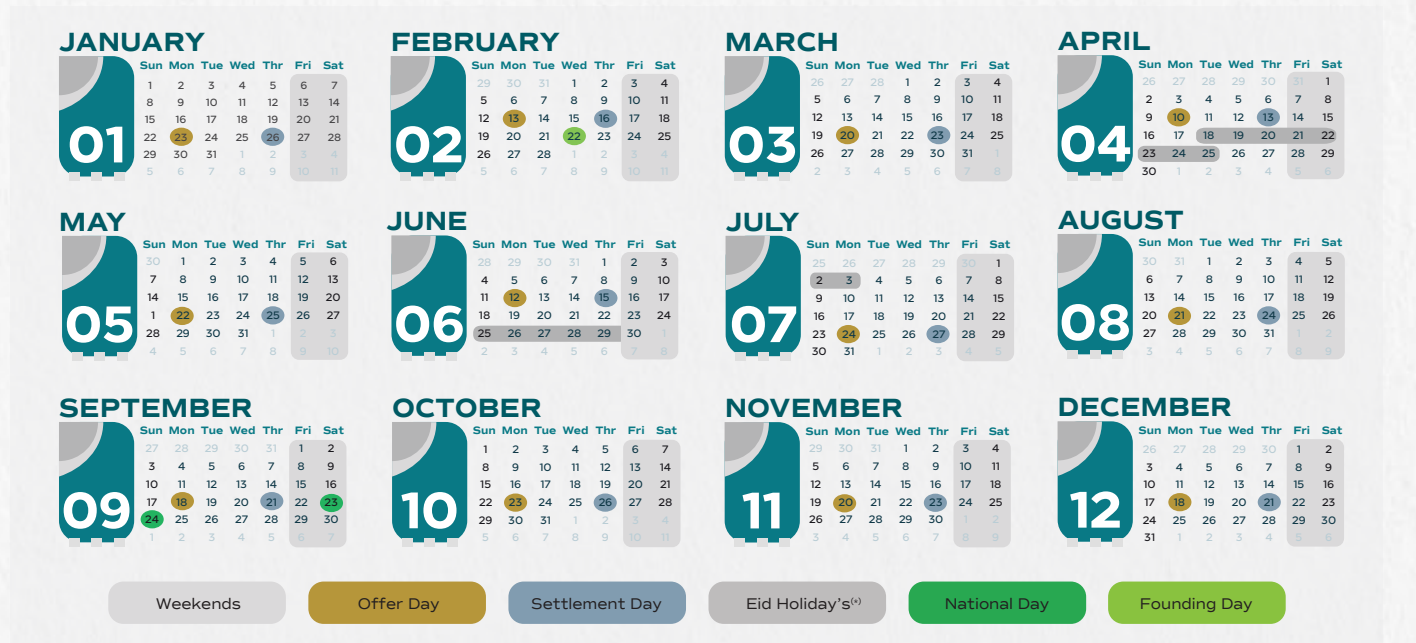 JANUARY
01
Sun Mon Tue Wed Thr Fri Sat
1 2 3 4 5 6 7
8 9 10 11 12 13 14
15 16 17 18 19 20 21
22 23 24 25 26 27 28
29 30 31 1 2 3 4
5 6 7 8 9 10 11
FEBRUARY
02
Sun Mon Tue Wed Thr Fri Sat
29 30 31 1 2 3 4
5 6 7 8 9 10 11
12 13 14 15 16 17 18
19 20 21 22 23 24 25
26 27 28 1 2 3 4
5 6 7 8 9 10 11
MARCH
03
Sun Mon Tue Wed Thr Fri Sat
26 27 28 1 2 3 4
5 6 7 8 9 10 11
12 13 14 15 16 17 18
19 20 21 22 23 24 25
26 27 28 29 30 31 1
2 3 4 5 6 7 8
APRIL
04
Sun Mon Tue Wed Thr Fri Sat
26 27 28 29 30 31 1
2 3 4 5 6 7 8
9 10 11 12 13 14 15
16 17 18 19 20 21 22
23 24 25 26 27 28 29
30 1 2 3 4 5 6
MAY
05
Sun Mon Tue Wed Thr Fri Sat
30 1 2 3 4 5 6
7 8 9 10 11 12 13
14 15 16 17 18 19 20
1 22 23 24 25 26 27
28 29 30 31 1 2 3
4 5 6 7 8 9 10
JUNE
06
Sun Mon Tue Wed Thr Fri Sat
28 29 30 31 1 2 3
4 5 6 7 8 9 10
11 12 13 14 15 16 17
18 19 20 21 22 23 24
25 26 27 28 29 30 1
2 3 4 5 6 7 8
JULY
07
Sun Mon Tue Wed Thr Fri Sat
25 26 27 28 29 30 1
2 3 4 5 6 7 8
9 10 11 12 13 14 15
16 17 18 19 20 21 22
23 24 25 26 27 28 29
30 31 1 2 3 4 5
AUGUST
08
Sun Mon Tue Wed Thr Fri Sat
30 31 1 2 3 4 5
6 7 8 9 10 11 12
13 14 15 16 17 18 19
20 21 22 23 24 25 26
27 28 29 30 31 1 2
3 4 5 6 7 8 9
SEPTEMBER
09
Sun Mon Tue Wed Thr Fri Sat
27 28 29 30 31 1 2
3 4 5 6 7 8 9
10 11 12 13 14 15 16
17 18 19 20 21 22 23
24 25 26 27 28 29 30
1 2 3 4 5 6 7
OCTOBER
10
Sun Mon Tue Wed Thr Fri Sat
1 2 3 4 5 6 7
8 9 10 11 12 13 14
15 16 17 18 19 20 21
22 23 24 25 26 27 28
29 30 31 1 2 3 4
5 6 7 8 9 10 11
NOVEMBER
11
Sun Mon Tue Wed Thr Fri Sat
29 30 31 1 2 3 4
5 6 7 8 9 10 11
12 13 14 15 16 17 18
19 20 21 22 23 24 25
26 27 28 29 30 1 2
3 4 5 6 7 8 9
DECEMBER
12
Sun Mon Tue Wed Thr Fri Sat
26 27 28 29 30 1 2
3 4 5 6 7 8 9
10 11 12 13 14 15 16
17 18 19 20 21 22 23
24 25 26 27 28 29 30
31 1 2 3 4 5 6
Weekends Offer Day Settlement Day Eid Holiday's(*) National Day Founding Day